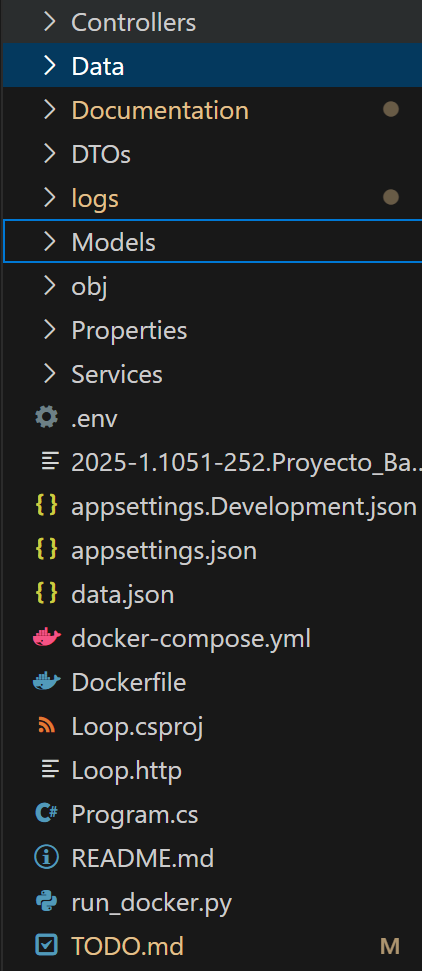 Controllers
Data
Documentation
DTOs
logs
Models
obj
Properties
Services
.env
2025-1.1051-252.Proyecto_Ba...
{} appsettings.Development.json
{} appsettings.json
{} data.json
docker-compose.yml
Dockerfile
Loop.csproj
Loop.http
C# Program.cs
README.md
run_docker.py
TODO.md M